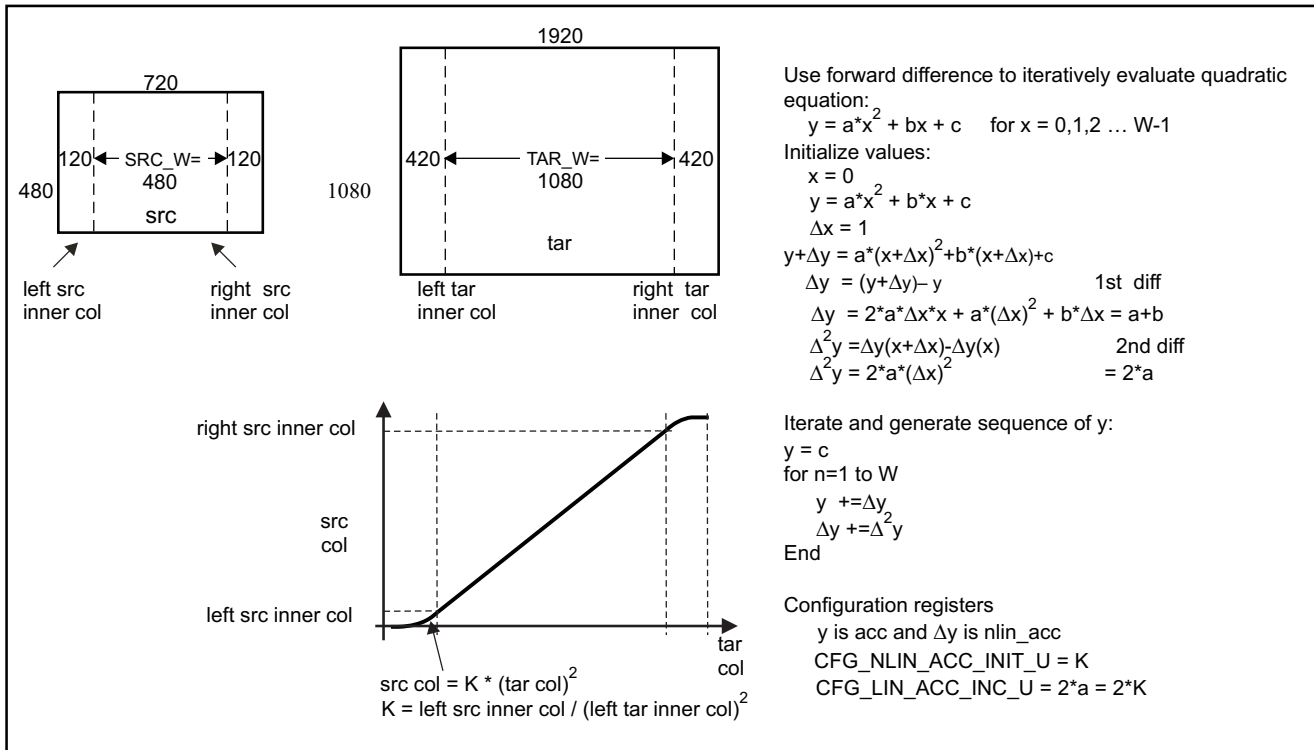 720
120
SRC_W=
120
480
480
src
left src
inner col
right src
inner col
1920
420
TAR_W=
420
1080
1080
tar
left tar
inner col
right tar
inner col
right src inner col
src
col
left src inner col
tar
col
src col = K * (tar col)²
K = left src inner col / (left tar inner col)²
Use forward difference to iteratively evaluate quadratic
equation:
y = a*x² + bx + c for x = 0,1,2 … W-1
Initialize values:
x = 0
y = a*x² + b*x + c
Δx = 1
y+Δy = a*(x+Δx)²+b*(x+Δx)+c
Δy = (y+Δy)– y 1st diff
Δy = 2*a*Δx*x + a*(Δx)² + b*Δx = a+b
Δ²y =Δy(x+Δx)-Δy(x) 2nd diff
Δ²y = 2*a*(Δx)² = 2*a
Iterate and generate sequence of y:
y = c
for n=1 to W
y +=Δy
Δy +=Δ²y
End
Configuration registers
y is acc and Δy is nlin_acc
CFG_NLIN_ACC_INIT_U = K
CFG_LIN_ACC_INC_U = 2*a = 2*K